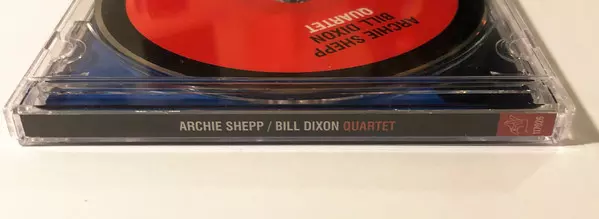 ARCHIE SHEPP
BILL DIXON
QUARTET
ARCHIE SHEPP / BILL DIXON QUARTET